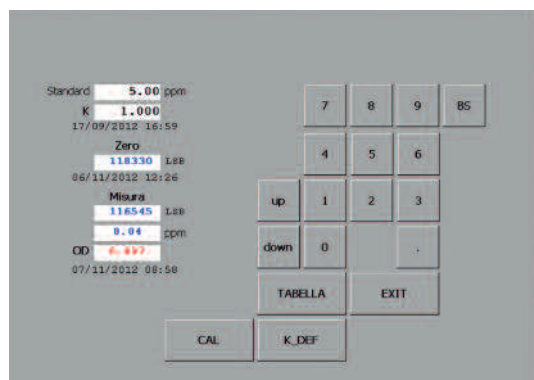 Standard 5.00 ppm
K 1.000
17/09/2012 16:59
Zero
118330 LSB
06/11/2012 12:26
Misura
116545 LSB
0.04 ppm
OD
07/11/2012 08:58
7 8 9 BS
4 5 6
up 1 2 3
down 0 .
TABELLA EXIT
CAL K_DEF